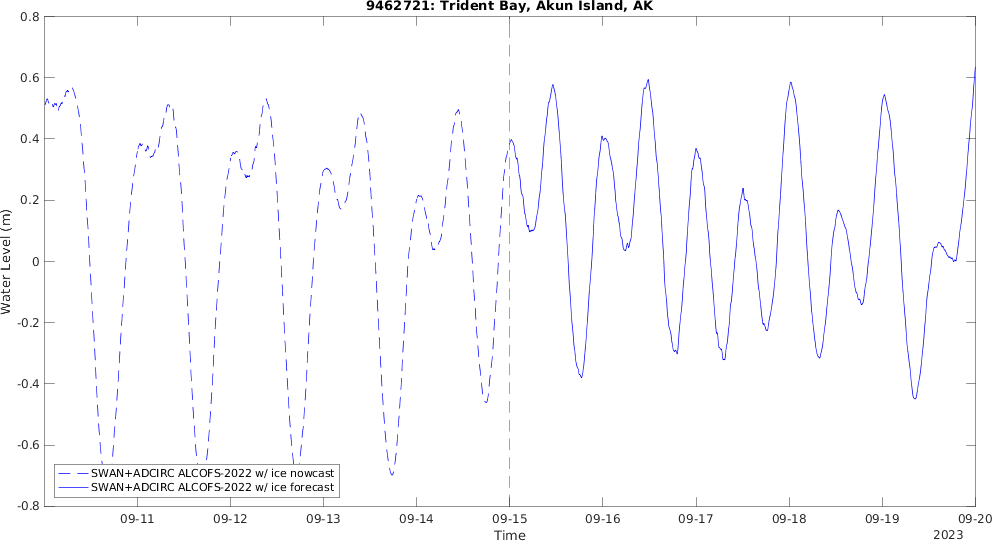 9462721: Trident Bay, Akun Island, AK
0.8
0.6
0.4
0.2
0
-0.2
-0.4
-0.6
-0.8
Water Level (m)
SWAN+ADCIRC ALCOFS-2022 w/ ice nowcast
SWAN+ADCIRC ALCOFS-2022 w/ ice forecast
09-11 09-12 09-13 09-14 09-15 09-16 09-17 09-18 09-19 09-20
Time
2023